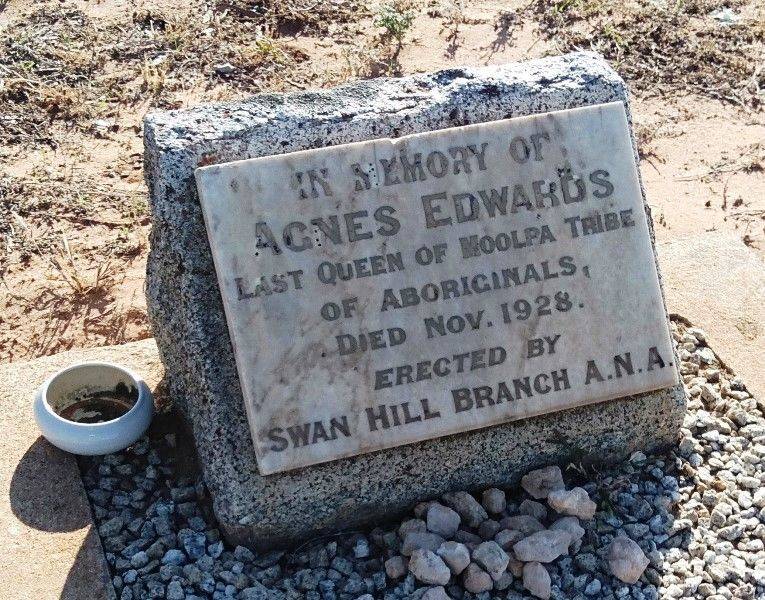 IN MEMORY OF
AGNES EDWARDS
LAST QUEEN OF MOOLPA TRIBE
OF ABORIGINALS,
DIED NOV. 1928.
ERECTED BY
SWAN HILL BRANCH A.N.A.